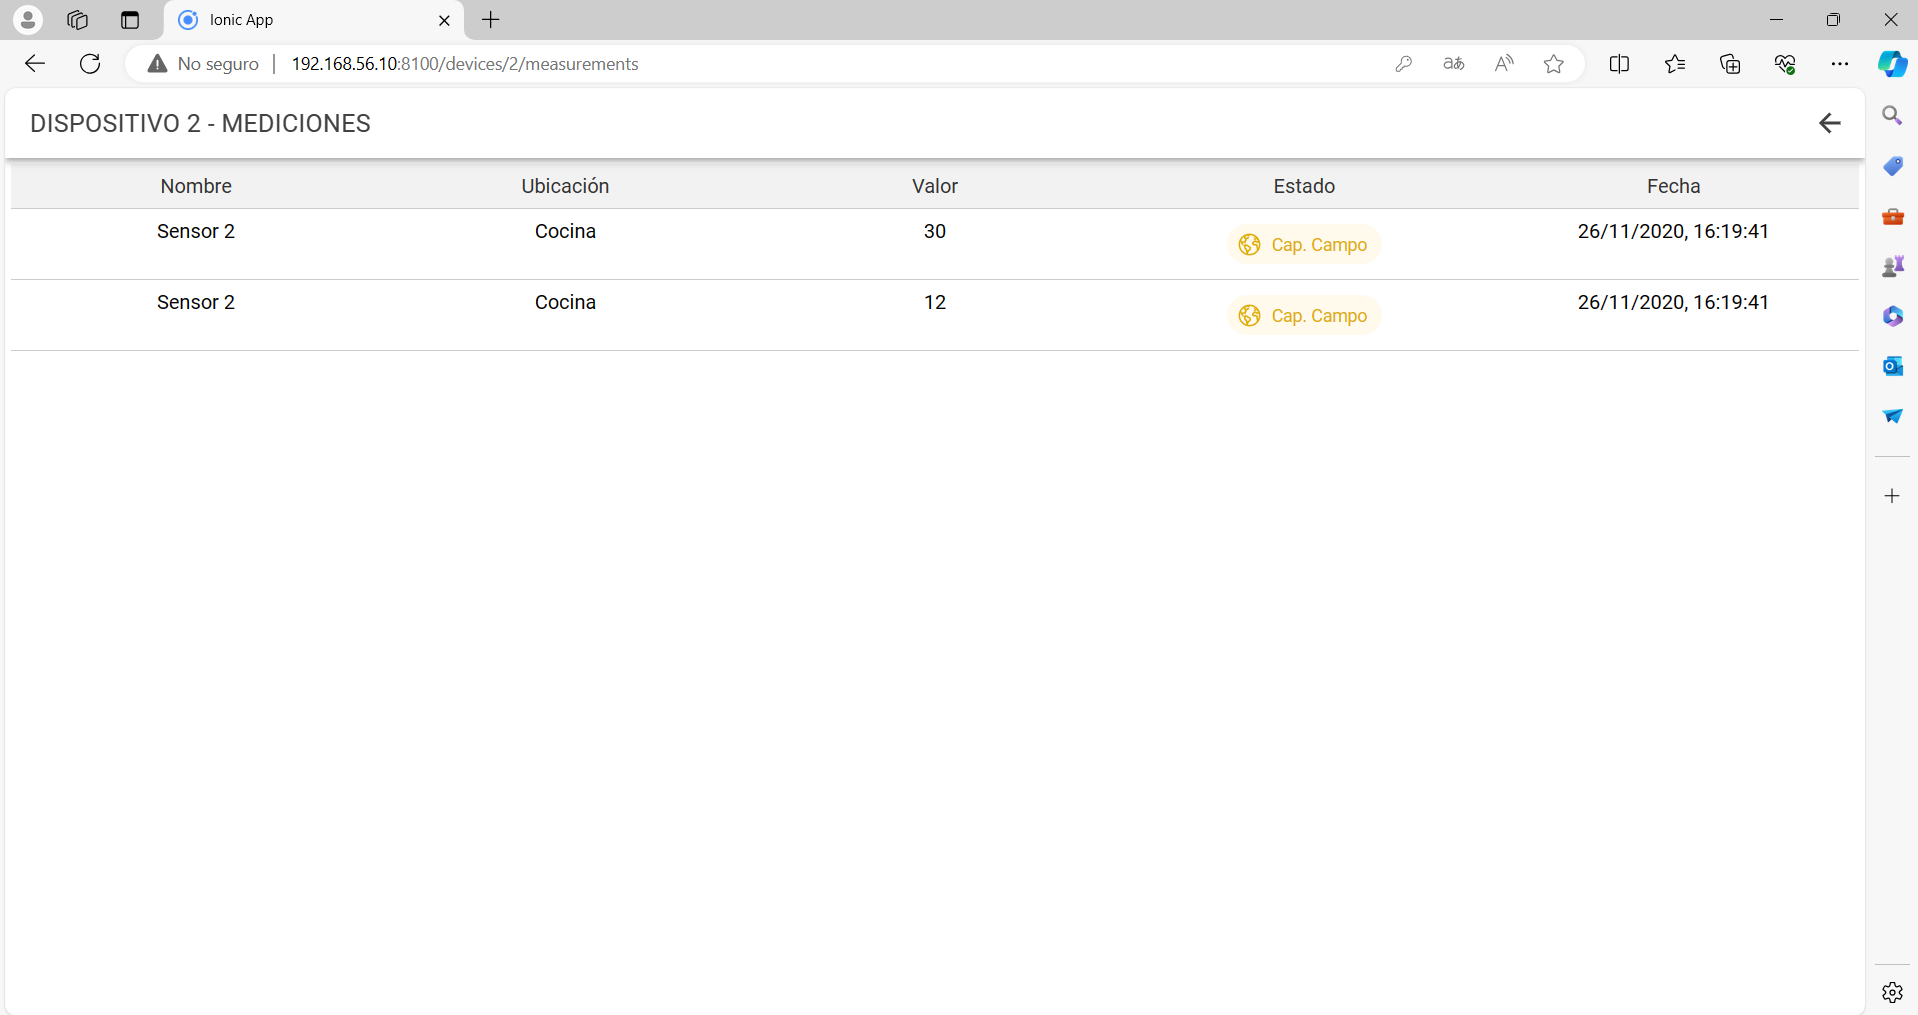 Ionic App
No seguro 192.168.56.10:8100/devices/2/measurements
DISPOSITIVO 2 - MEDICIONES
Nombre Ubicación Valor Estado Fecha
Sensor 2 Cocina 30 Cap. Campo 26/11/2020, 16:19:41
Sensor 2 Cocina 12 Cap. Campo 26/11/2020, 16:19:41